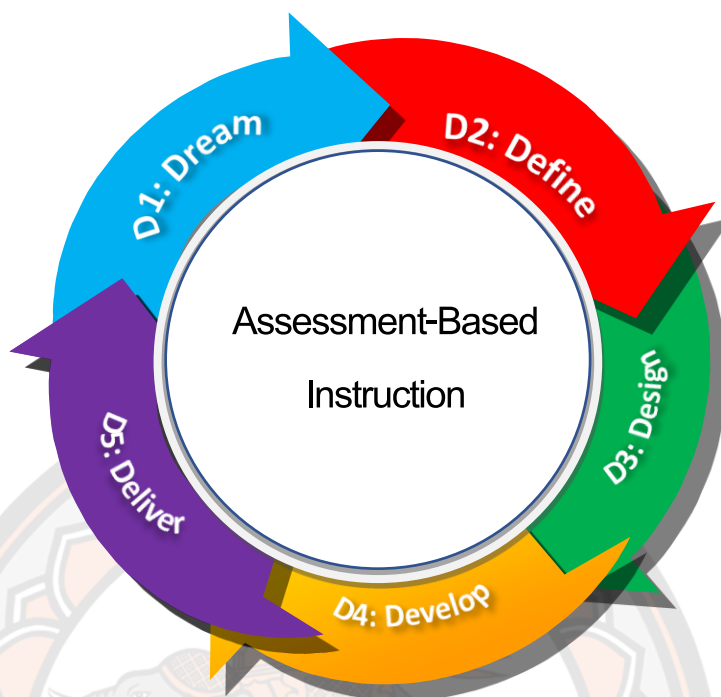 D1: Dream
D2: Define
Assessment-Based
Instruction
D3: Design
D5: Deliver
D4: Develop